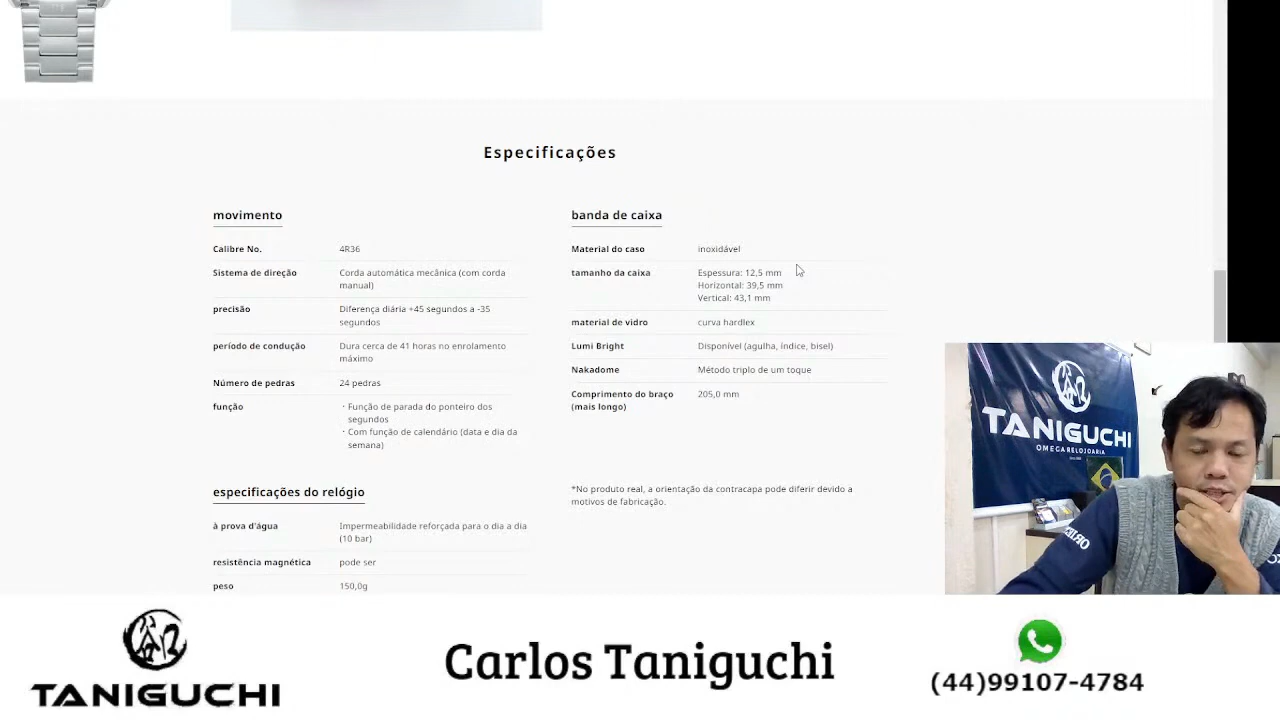 Especificações
movimento
Calibre No. 4R36
Sistema de direção Corda automática mecânica (com corda
manual)
precisão Diferença diária +45 segundos a -35
segundos
período de condução Dura cerca de 41 horas no enrolamento
máximo
Número de pedras 24 pedras
função ・Função de parada do ponteiro dos
segundos
・Com função de calendário (data e dia da
semana)
especificações do relógio
à prova d'água Impermeabilidade reforçada para o dia a dia
(10 bar)
resistência magnética pode ser
peso 150,0g
banda de caixa
Material do caso inoxidável
tamanho da caixa Espessura: 12,5 mm
Horizontal: 39,5 mm
Vertical: 43,1 mm
material de vidro curva hardlex
Lumi Bright Disponível (agulha, índice, bisel)
Nakadome Método triplo de um toque
Comprimento do braço 205,0 mm
(mais longo)
*No produto real, a orientação da contracapa pode diferir devido a
motivos de fabricação.
TANIGUCHI
OMEGA RELOJOARIA
TANIGUCHI
Carlos Taniguchi
(44)99107-4784